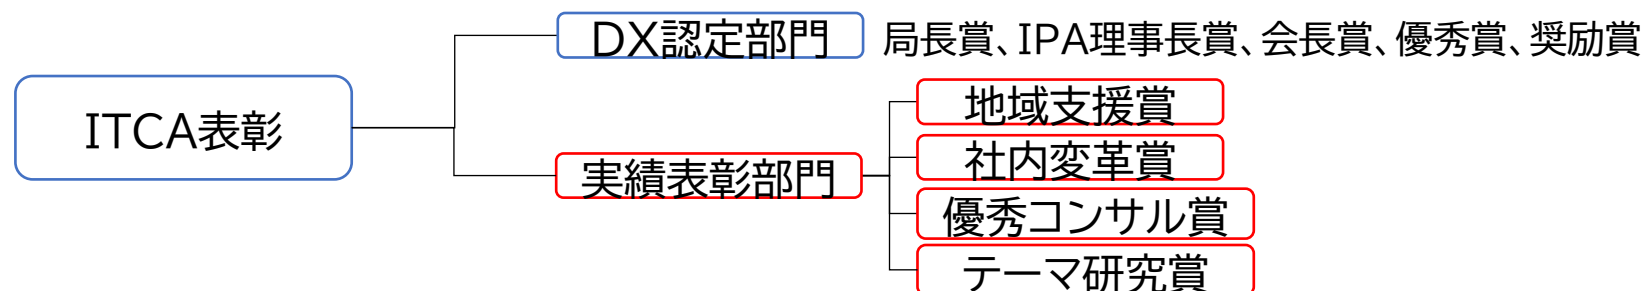 ITCA表彰
DX認定部門
局長賞、IPA理事長賞、会長賞、優秀賞、奨励賞
実績表彰部門
地域支援賞
社内変革賞
優秀コンサル賞
テーマ研究賞